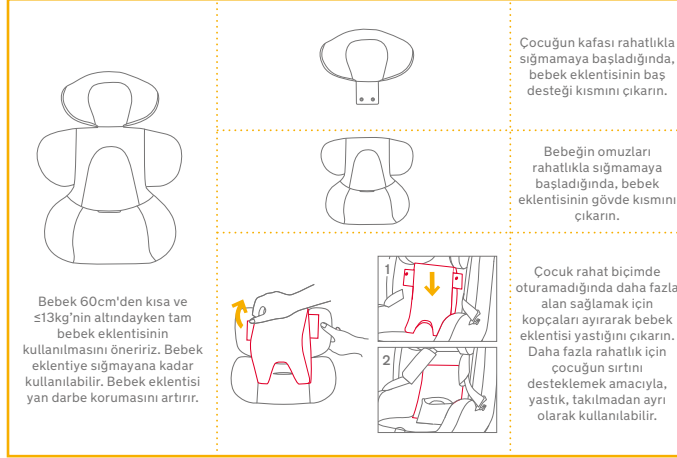 Bebek 60cm'den kısa ve
≤13kg'nin altındayken tam
bebek eklentisinin
kullanılmasını öneririz. Bebek
eklentiye sığmayana kadar
kullanılabilir. Bebek eklentisi
yan darbe korumasını artırır.
Çocuğun kafası rahatlıkla
sığmamaya başladığında,
bebek eklentisinin baş
desteği kısmını çıkarın.
Bebeğin omuzları
rahatlıkla sığmamaya
başladığında, bebek
eklentisinin gövde kısmını
çıkarın.
1
2
Çocuk rahat biçimde
oturamadığında daha fazla
alan sağlamak için
kopçaları ayırarak bebek
eklentisi yastığını çıkarın.
Daha fazla rahatlık için
çocuğun sırtını
desteklemek amacıyla,
yastık, takılmadan ayrı
olarak kullanılabilir.